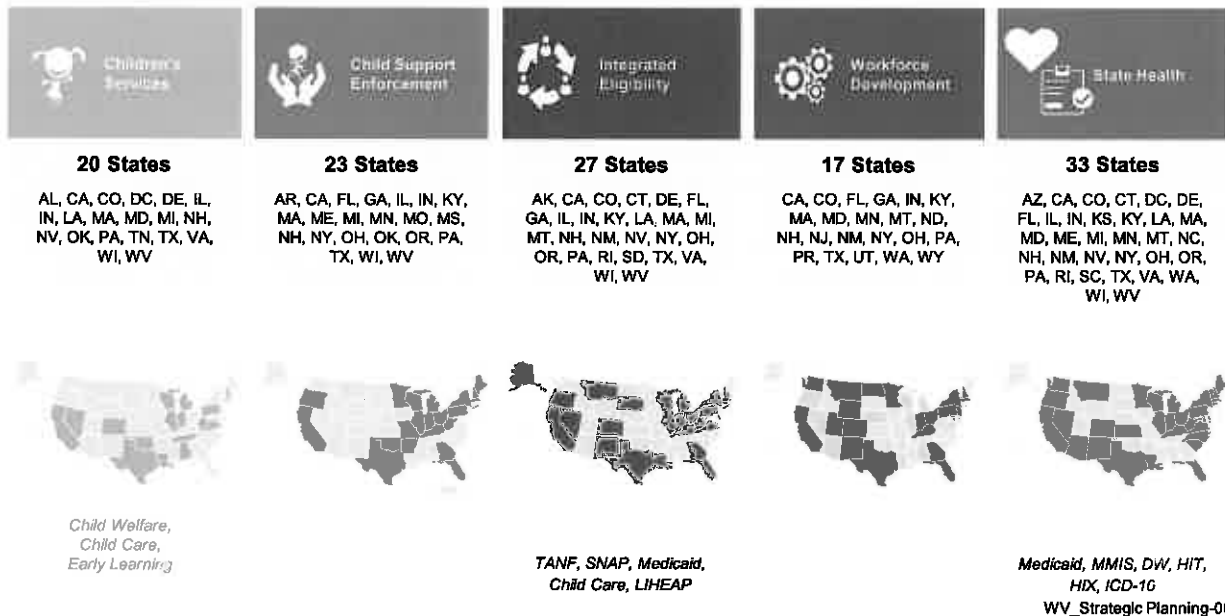 Children's
Services
Child Support
Enforcement
Integrated
Eligibility
Workforce
Development
State Health
20 States
23 States
27 States
17 States
33 States
AL, CA, CO, DC, DE, IL,
IN, LA, MA, MD, MI, NH,
NV, OK, PA, TN, TX, VA,
WI, WV
AR, CA, FL, GA, IL, IN, KY,
MA, ME, MI, MN, MO, MS,
NH, NY, OH, OK, OR, PA,
TX, WI, WV
AK, CA, CO, CT, DE, FL,
GA, IL, IN, KY, LA, MA, MI,
MT, NH, NM, NV, NY, OH,
OR, PA, RI, SD, TX, VA,
WI, WV
CA, CO, FL, GA, IN, KY,
MA, MD, MN, MT, ND,
NH, NJ, NM, NY, OH, PA,
PR, TX, UT, WA, WY
AZ, CA, CO, CT, DC, DE,
FL, IL, IN, KS, KY, LA, MA,
MD, ME, MI, MN, MT, NC,
NH, NM, NV, NY, OH, OR,
PA, RI, SC, TX, VA, WA,
WI, WV
Child Welfare,
Child Care,
Early Learning
TANF, SNAP, Medicaid,
Child Care, LIHEAP
Medicaid, MMIS, DW, HIT,
HIX, ICD-10
WV_Strategic Planning-0